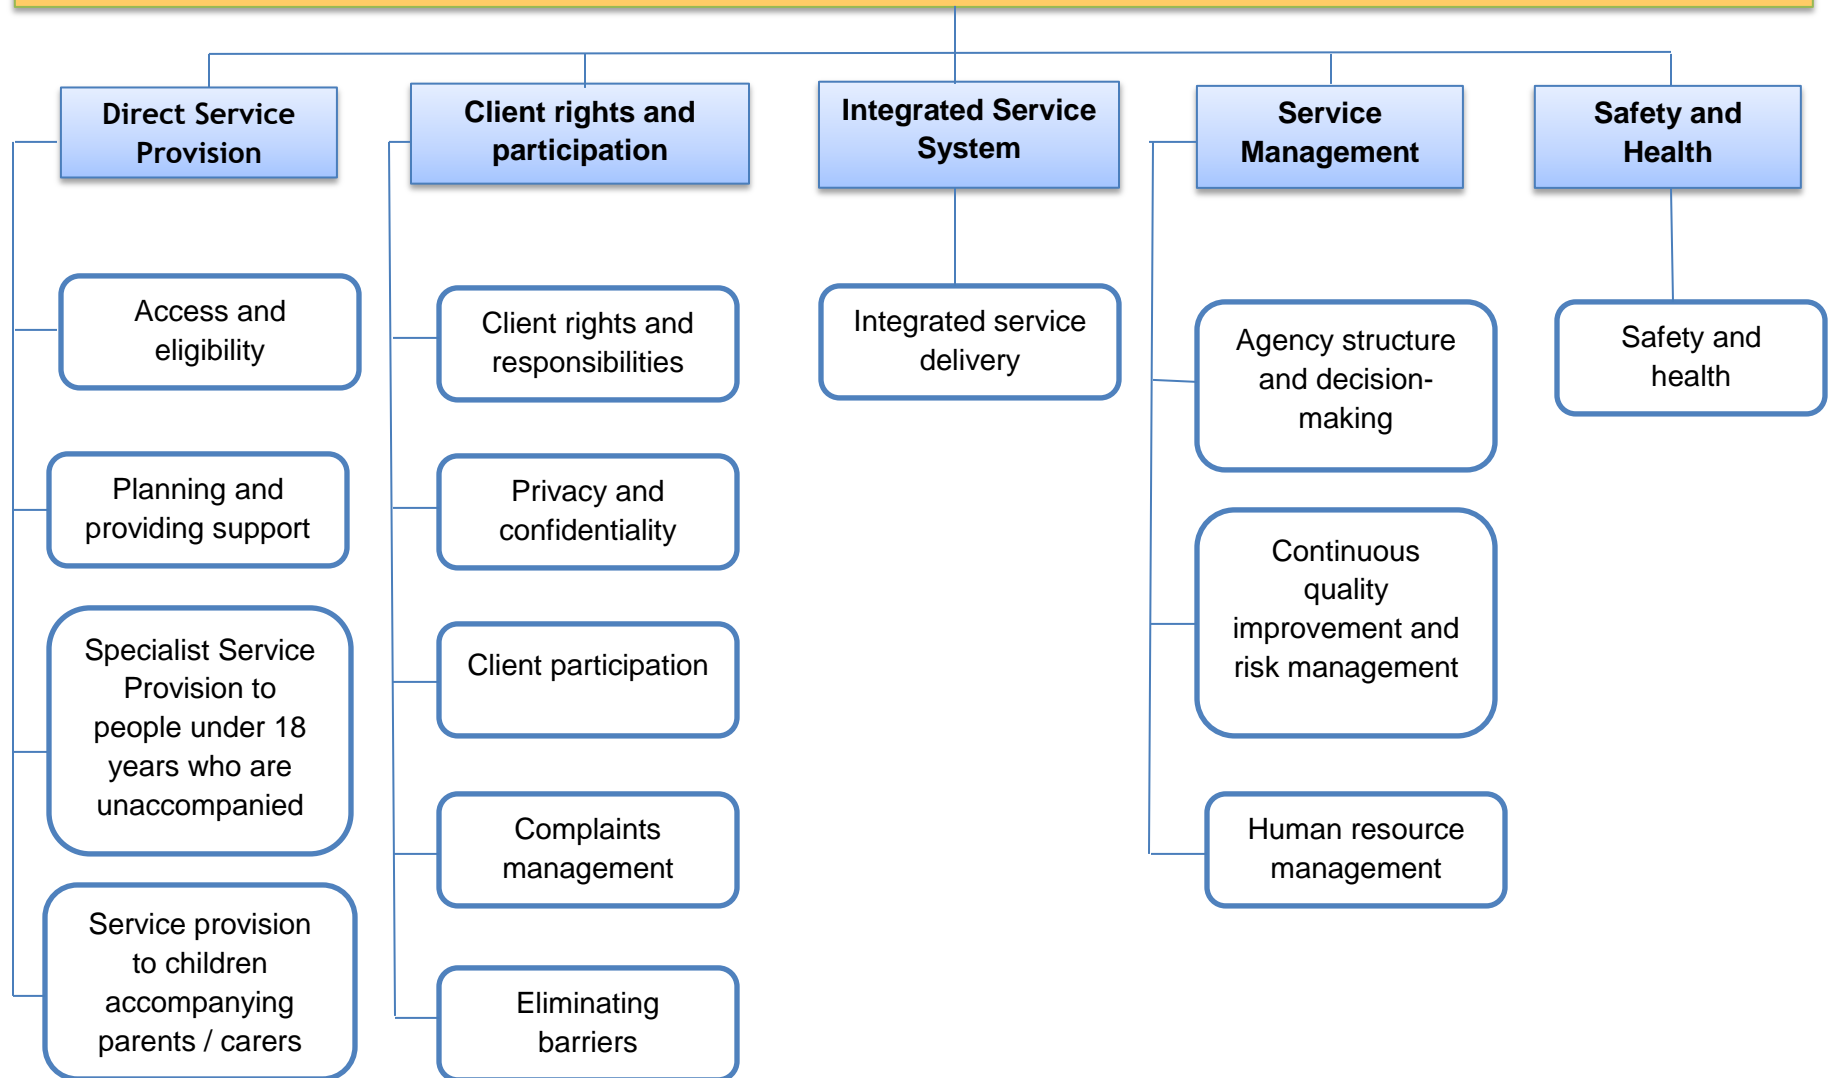 Direct Service
Provision
Client rights and
participation
Integrated Service
System
Service
Management
Safety and
Health
Access and
eligibility
Planning and
providing support
Specialist Service
Provision to
people under 18
years who are
unaccompanied
Service provision
to children
accompanying
parents / carers
Client rights and
responsibilities
Privacy and
confidentiality
Client participation
Complaints
management
Eliminating
barriers
Integrated service
delivery
Agency structure
and decision-
making
Continuous
quality
improvement and
risk management
Human resource
management
Safety and
health